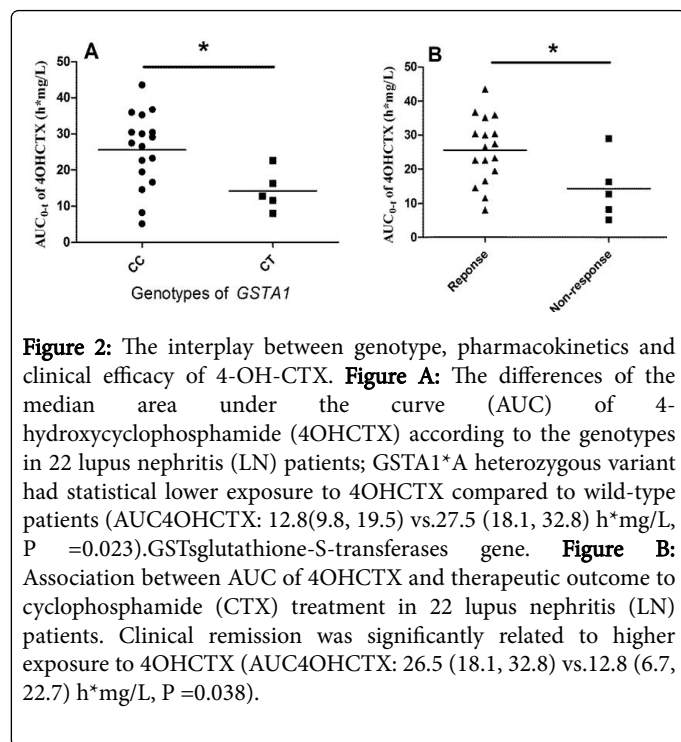 A
*
AUC0-t of 4OHCTX (h*mg/L)
50
40
30
20
10
0
CC
CT
Genotypes of GSTA1
B
*
AUC0-t of 4OHCTX (h*mg/L)
50
40
30
20
10
0
Reponse
Non-response
Figure 2: The interplay between genotype, pharmacokinetics and
clinical efficacy of 4-OH-CTX. Figure A: The differences of the
median area under the curve (AUC) of 4-
hydroxycyclophosphamide (4OHCTX) according to the genotypes
in 22 lupus nephritis (LN) patients; GSTA1*A heterozygous variant
had statistical lower exposure to 4OHCTX compared to wild-type
patients (AUC4OHCTX: 12.8(9.8, 19.5) vs.27.5 (18.1, 32.8) h*mg/L,
P =0.023).GSTsglutathione-S-transferases gene. Figure B:
Association between AUC of 4OHCTX and therapeutic outcome to
cyclophosphamide (CTX) treatment in 22 lupus nephritis (LN)
patients. Clinical remission was significantly related to higher
exposure to 4OHCTX (AUC4OHCTX: 26.5 (18.1, 32.8) vs.12.8 (6.7,
22.7) h*mg/L, P =0.038).